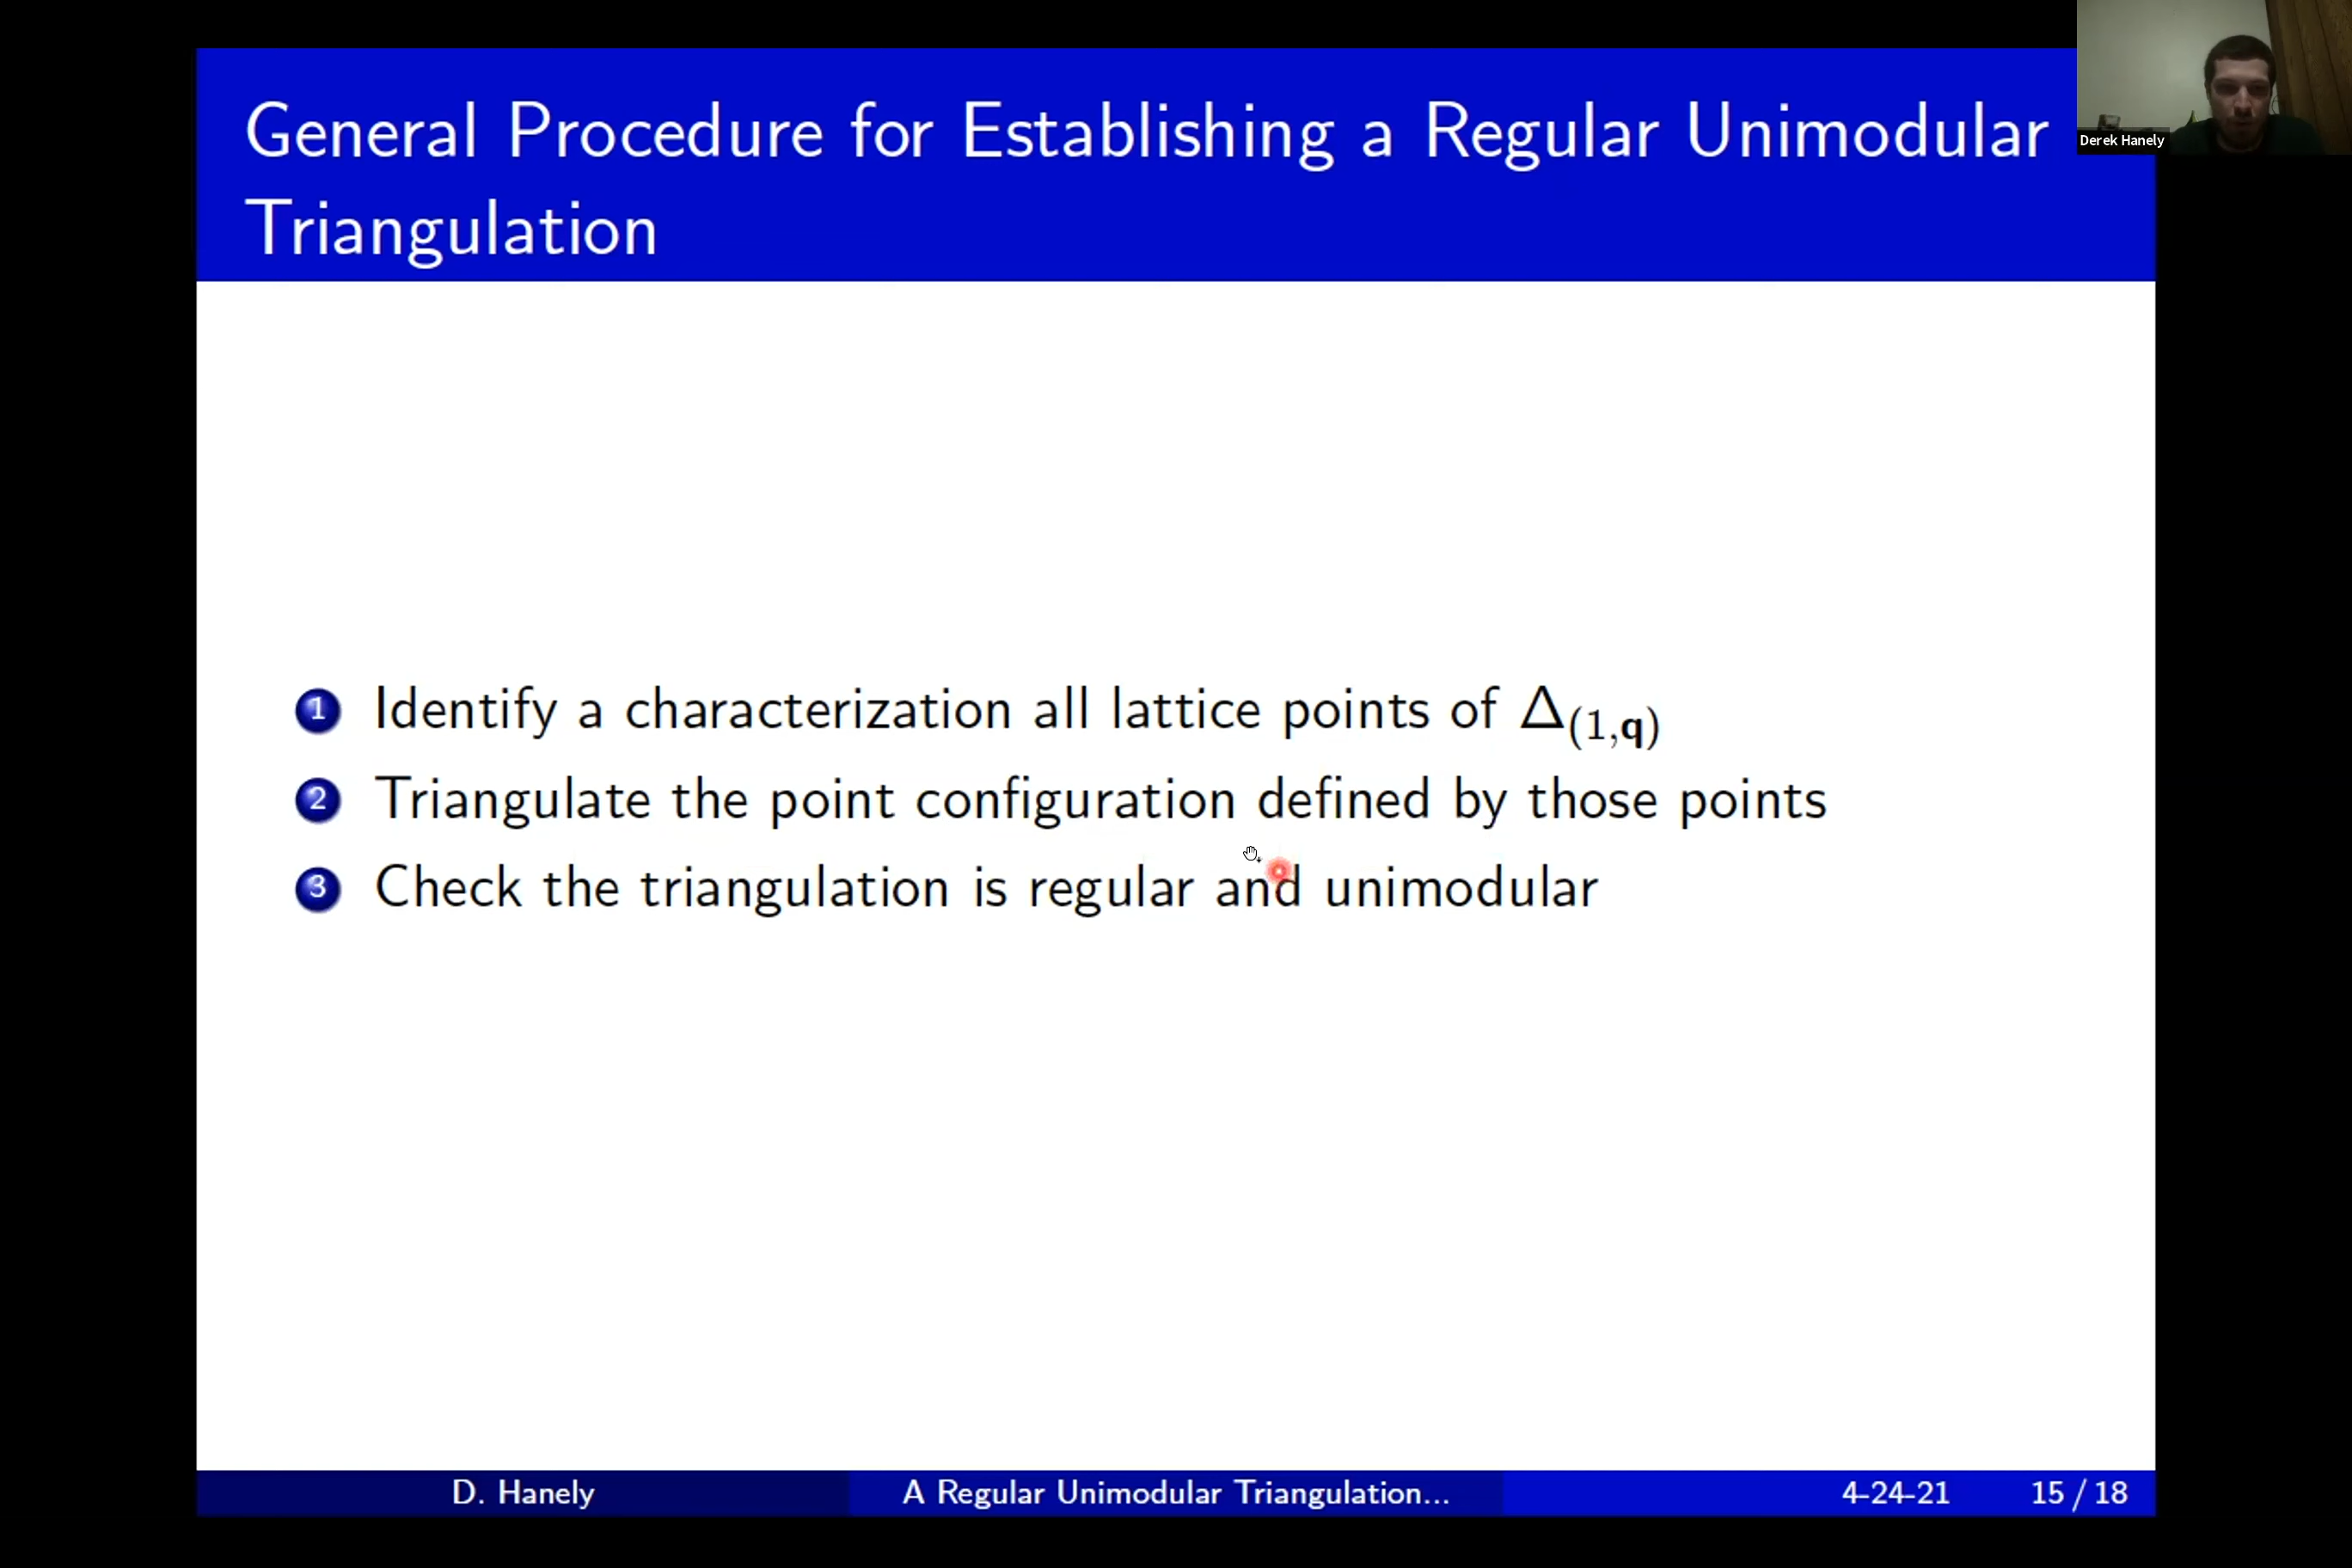 General Procedure for Establishing a Regular Unimodular
Triangulation
Derek Hanely
1 Identify a characterization all lattice points of Δ(1,q)
2 Triangulate the point configuration defined by those points
3 Check the triangulation is regular and unimodular
D. Hanely A Regular Unimodular Triangulation... 4-24-21 15 / 18